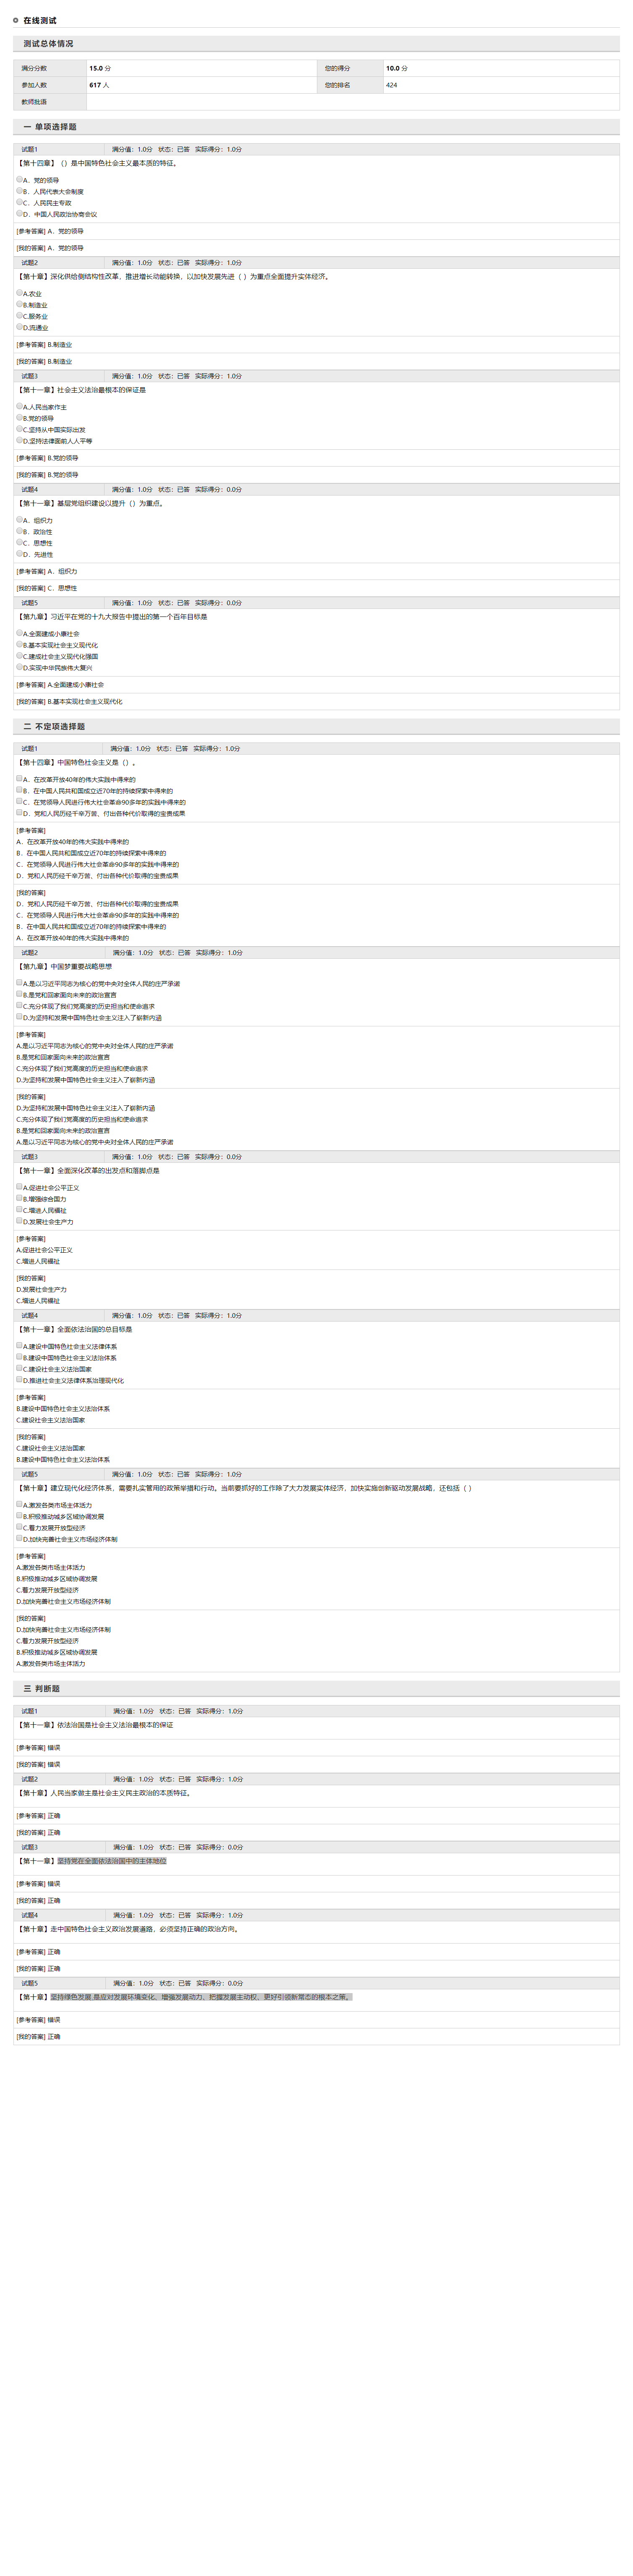 在线测试
测试总体情况
满分分数 15.0 分 您的得分 10.0 分
参加人数 617 人 您的排名 424
教师批语
一 单项选择题
试题1 满分值：1.0分 状态：已答 实际得分：1.0分
【第十四章】（）是中国特色社会主义最本质的特征。
A．党的领导
B．人民代表大会制度
C．人民民主专政
D．中国人民政治协商会议
[参考答案] A．党的领导
[我的答案] A．党的领导
试题2 满分值：1.0分 状态：已答 实际得分：1.0分
【第十章】深化供给侧结构性改革，推进增长动能转换，以加快发展先进（ ）为重点全面提升实体经济。
A.农业
B.制造业
C.服务业
D.流通业
[参考答案] B.制造业
[我的答案] B.制造业
试题3 满分值：1.0分 状态：已答 实际得分：1.0分
【第十一章】社会主义法治最根本的保证是
A.人民当家作主
B.党的领导
C.坚持从中国实际出发
D.坚持法律面前人人平等
[参考答案] B.党的领导
[我的答案] B.党的领导
试题4 满分值：1.0分 状态：已答 实际得分：0.0分
【第十一章】基层党组织建设以提升（）为重点。
A．组织力
B．政治性
C．思想性
D．先进性
[参考答案] A．组织力
[我的答案] C．思想性
试题5 满分值：1.0分 状态：已答 实际得分：0.0分
【第九章】习近平在党的十九大报告中提出的第一个百年目标是
A.全面建成小康社会
B.基本实现社会主义现代化
C.建成社会主义现代化强国
D.实现中华民族伟大复兴
[参考答案] A.全面建成小康社会
[我的答案] B.基本实现社会主义现代化
二 不定项选择题
试题1 满分值：1.0分 状态：已答 实际得分：1.0分
【第十四章】中国特色社会主义是（）。
A．在改革开放40年的伟大实践中得来的
B．在中国人民共和国成立近70年的持续探索中得来的
C．在党领导人民进行伟大社会革命90多年的实践中得来的
D．党和人民历经千辛万苦，付出各种代价取得的宝贵成果
[参考答案]
A．在改革开放40年的伟大实践中得来的
B．在中国人民共和国成立近70年的持续探索中得来的
C．在党领导人民进行伟大社会革命90多年的实践中得来的
D．党和人民历经千辛万苦，付出各种代价取得的宝贵成果
[我的答案]
D．党和人民历经千辛万苦，付出各种代价取得的宝贵成果
C．在党领导人民进行伟大社会革命90多年的实践中得来的
B．在中国人民共和国成立近70年的持续探索中得来的
A．在改革开放40年的伟大实践中得来的
试题2 满分值：1.0分 状态：已答 实际得分：1.0分
【第九章】中国梦重要战略思想
A.是以习近平同志为核心的党中央对全体人民的庄严承诺
B.是党和国家面向未来的政治宣言
C.充分体现了我们党高度的历史担当和使命追求
D.为坚持和发展中国特色社会主义注入了崭新内涵
[参考答案]
A.是以习近平同志为核心的党中央对全体人民的庄严承诺
B.是党和国家面向未来的政治宣言
C.充分体现了我们党高度的历史担当和使命追求
D.为坚持和发展中国特色社会主义注入了崭新内涵
[我的答案]
D.为坚持和发展中国特色社会主义注入了崭新内涵
C.充分体现了我们党高度的历史担当和使命追求
B.是党和国家面向未来的政治宣言
A.是以习近平同志为核心的党中央对全体人民的庄严承诺
试题3 满分值：1.0分 状态：已答 实际得分：0.0分
【第十一章】全面深化改革的出发点和落脚点是
A.促进社会公平正义
B.增强综合国力
C.增进人民福祉
D.发展社会生产力
[参考答案]
A.促进社会公平正义
C.增进人民福祉
[我的答案]
D.发展社会生产力
C.增进人民福祉
试题4 满分值：1.0分 状态：已答 实际得分：1.0分
【第十一章】全面依法治国的总目标是
A.建设中国特色社会主义法律体系
B.建设中国特色社会主义法治体系
C.建设社会主义法治国家
D.推进社会主义法律体系治理现代化
[参考答案]
B.建设中国特色社会主义法治体系
C.建设社会主义法治国家
[我的答案]
C.建设社会主义法治国家
B.建设中国特色社会主义法治体系
试题5 满分值：1.0分 状态：已答 实际得分：1.0分
【第十章】建立现代化经济体系，需要扎实管用的政策举措和行动。当前要抓好的工作除了大力发展实体经济，加快实施创新驱动发展战略，还包括（ ）
A.激发各类市场主体活力
B.积极推动城乡区域协调发展
C.着力发展开放型经济
D.加快完善社会主义市场经济体制
[参考答案]
A.激发各类市场主体活力
B.积极推动城乡区域协调发展
C.着力发展开放型经济
D.加快完善社会主义市场经济体制
[我的答案]
D.加快完善社会主义市场经济体制
C.着力发展开放型经济
B.积极推动城乡区域协调发展
A.激发各类市场主体活力
三 判断题
试题1 满分值：1.0分 状态：已答 实际得分：1.0分
【第十一章】依法治国是社会主义法治最根本的保证
[参考答案] 错误
[我的答案] 错误
试题2 满分值：1.0分 状态：已答 实际得分：1.0分
【第十章】人民当家做主是社会主义民主政治的本质特征。
[参考答案] 正确
[我的答案] 正确
试题3 满分值：1.0分 状态：已答 实际得分：0.0分
【第十一章】坚持党在全面依法治国中的主体地位
[参考答案] 错误
[我的答案] 正确
试题4 满分值：1.0分 状态：已答 实际得分：1.0分
【第十章】走中国特色社会主义政治发展道路，必须坚持正确的政治方向。
[参考答案] 正确
[我的答案] 正确
试题5 满分值：1.0分 状态：已答 实际得分：0.0分
【第十章】坚持绿色发展,是应对发展环境变化、增强发展动力、把握发展主动权，更好引领新常态的根本之策。
[参考答案] 错误
[我的答案] 正确